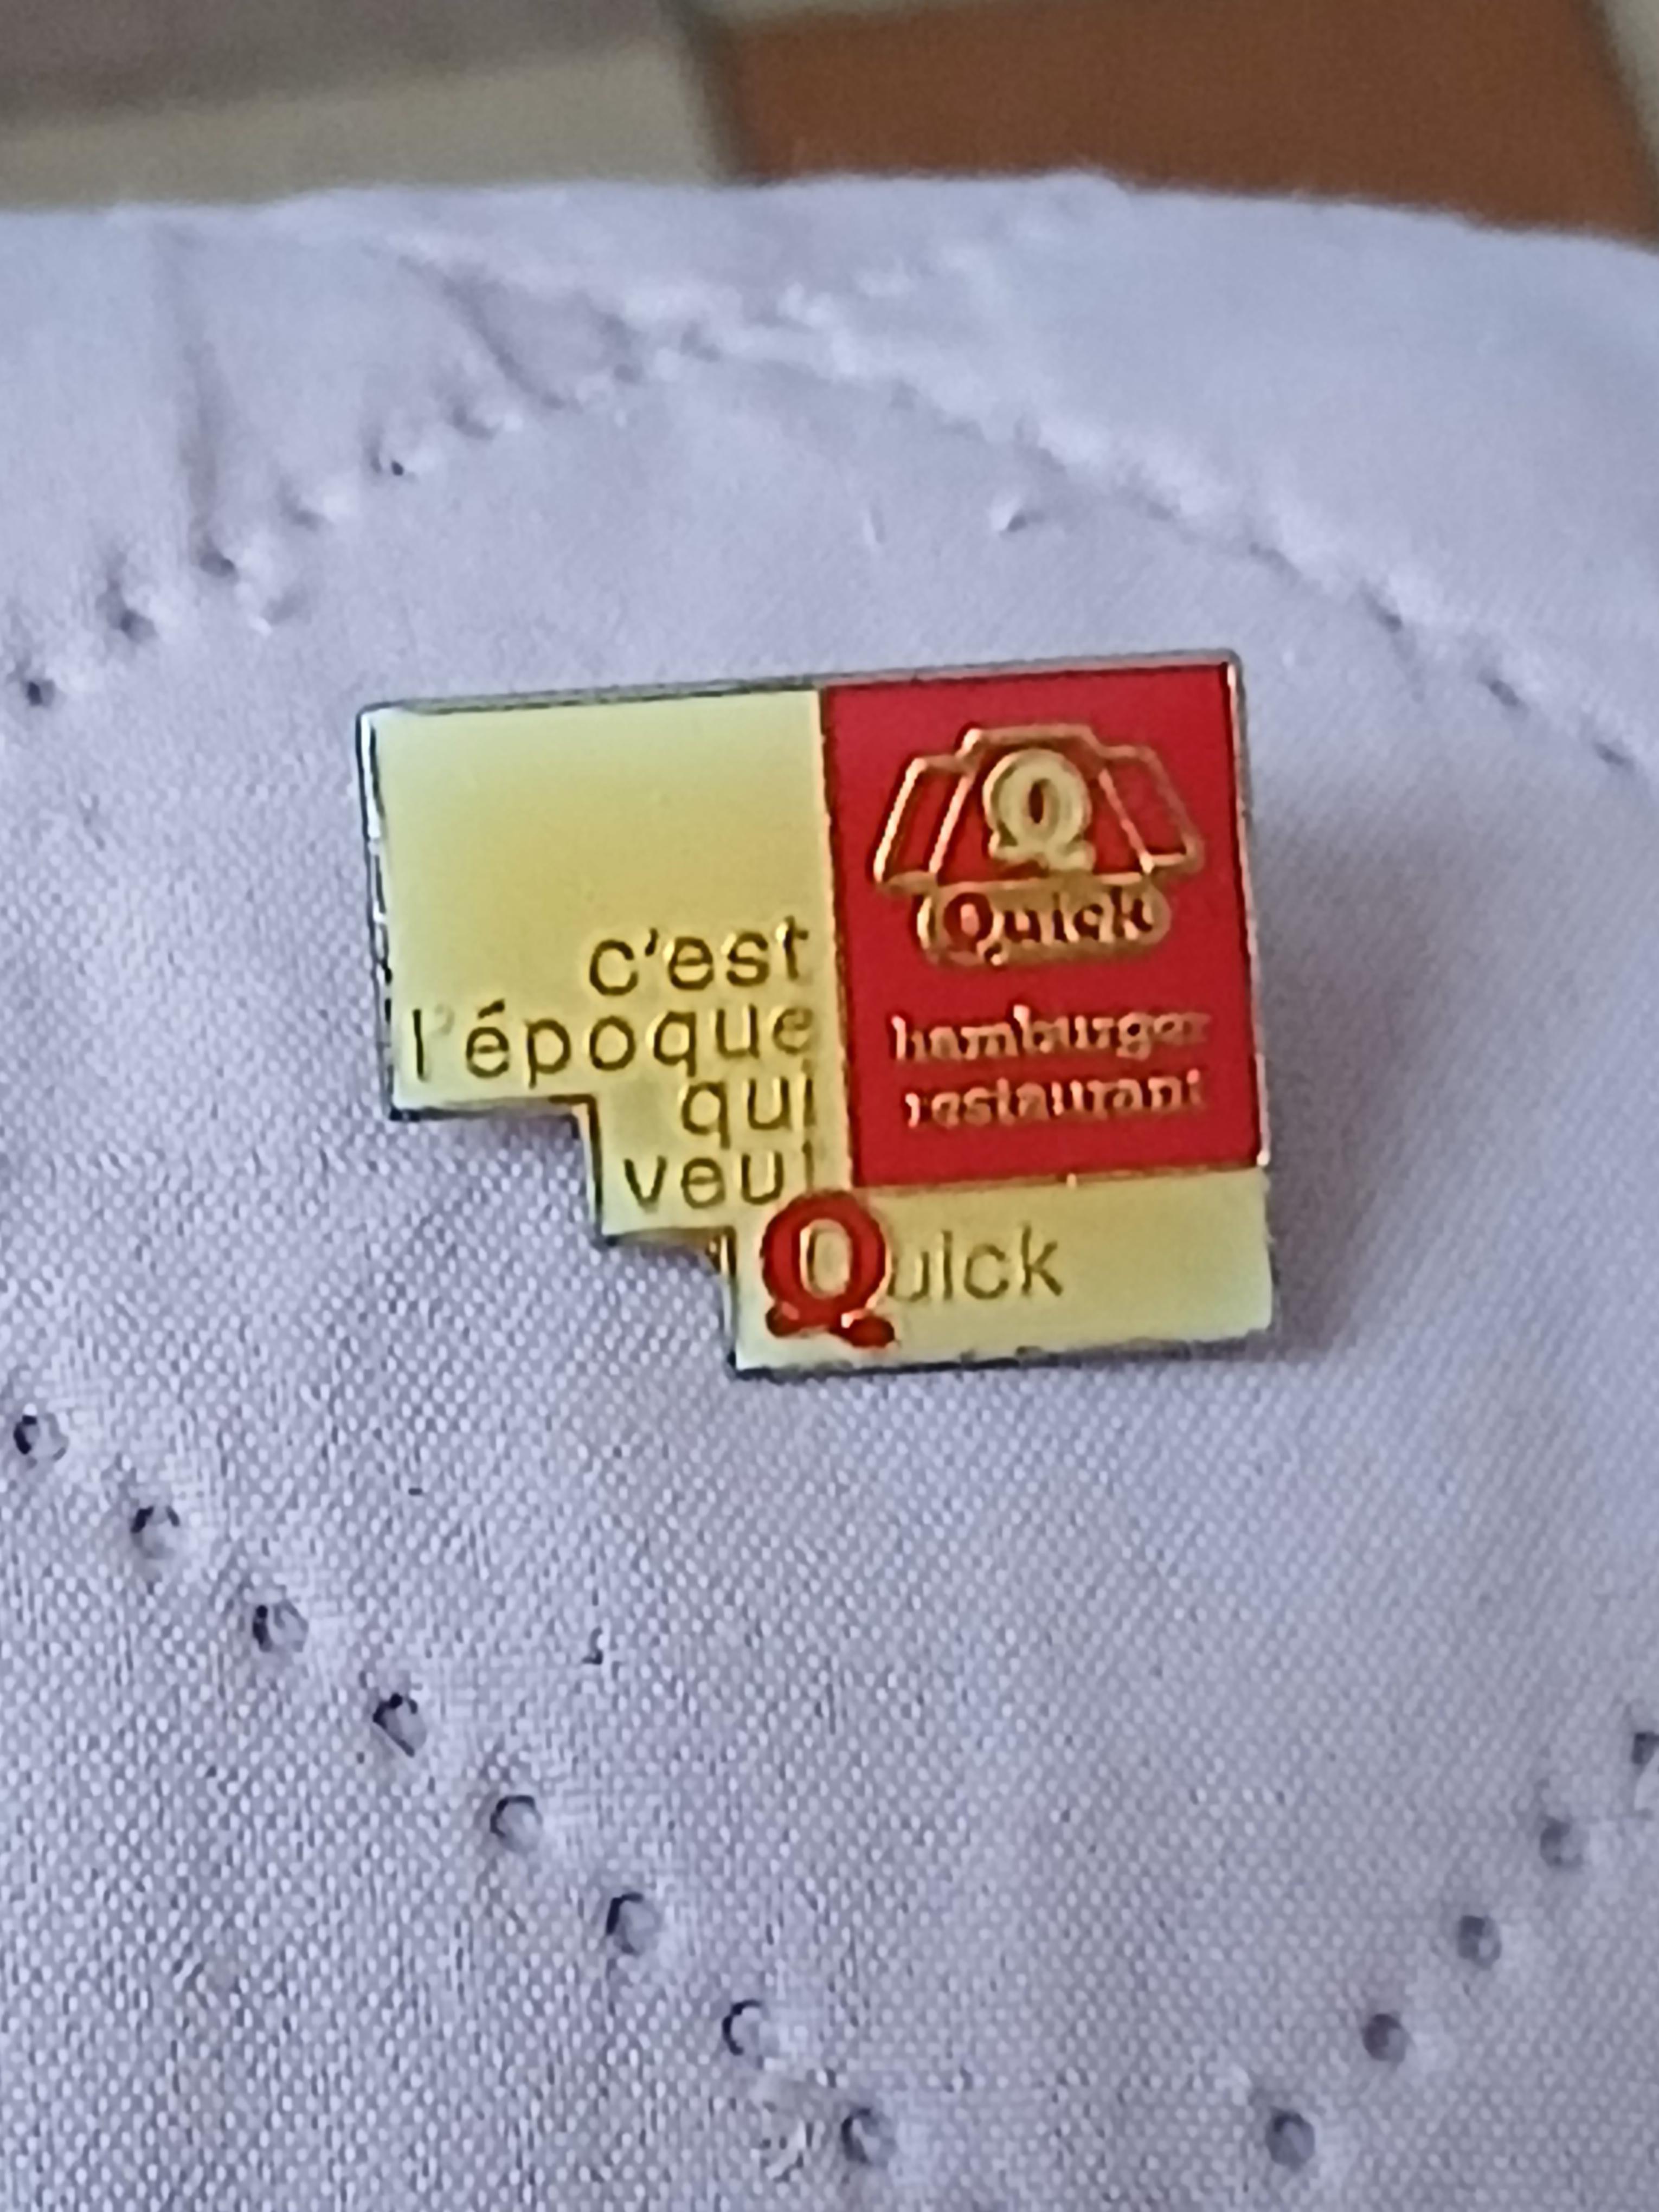 c'est
l'époque
qui
veut
Quick
Q
Quick
hamburger
restaurant